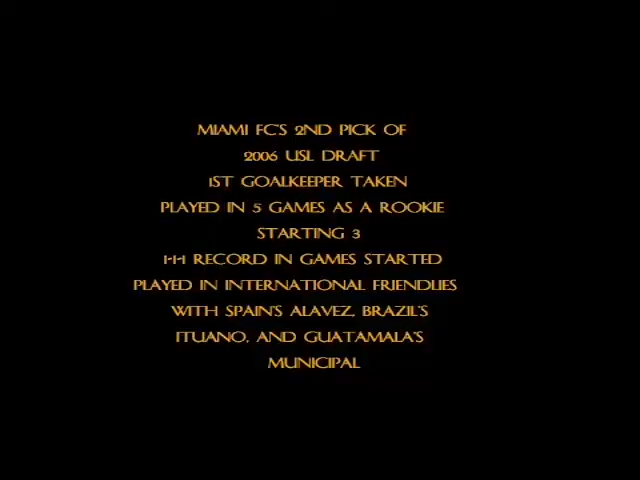 MIAMI FC'S 2ND PICK OF
2006 USL DRAFT
1ST GOALKEEPER TAKEN
PLAYED IN 5 GAMES AS A ROOKIE
STARTING 3
1-1-1 RECORD IN GAMES STARTED
PLAYED IN INTERNATIONAL FRIENDLIES
WITH SPAIN'S ALAVEZ, BRAZIL'S
ITUANO, AND GUATAMALA'S
MUNICIPAL